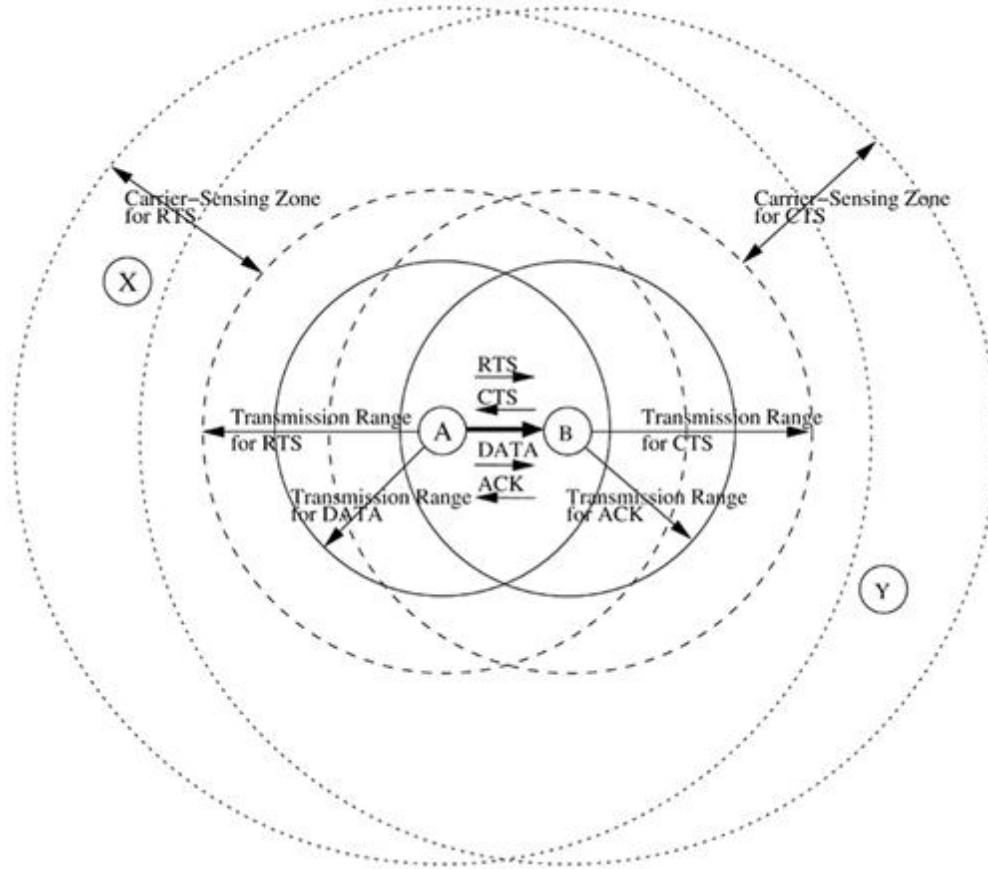 Carrier-Sensing Zone
for RTS
Carrier-Sensing Zone
for CTS
X
RTS
CTS
Transmission Range
for RTS
A
B
Transmission Range
for CTS
DATA
ACK
Transmission Range
for DATA
Transmission Range
for ACK
Y